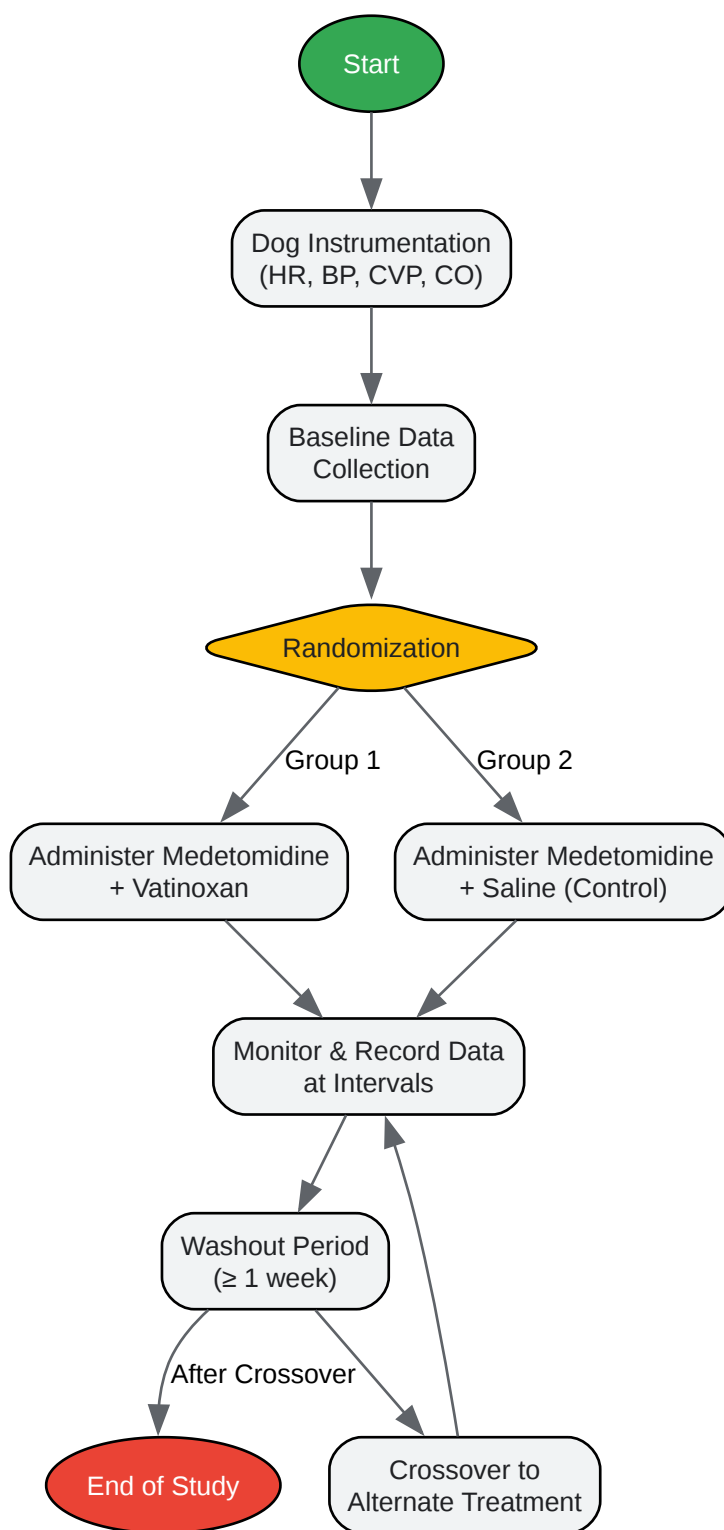 Start
Dog Instrumentation
(HR, BP, CVP, CO)
Baseline Data
Collection
Randomization
Group 1
Group 2
Administer Medetomidine
+ Vatinoxan
Administer Medetomidine
+ Saline (Control)
Monitor & Record Data
at Intervals
Washout Period
(≥ 1 week)
After Crossover
End of Study
Crossover to
Alternate Treatment